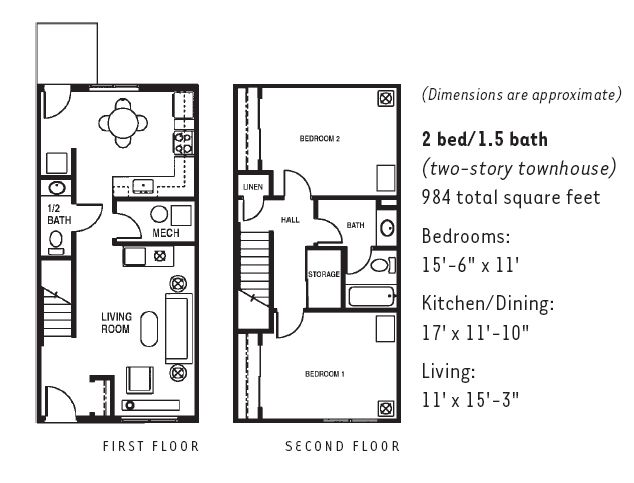 1/2
BATH
MECH
LIVING
ROOM
FIRST FLOOR
BEDROOM 2
LINEN
HALL
BATH
STORAGE
BEDROOM 1
SECOND FLOOR
(Dimensions are approximate)
2 bed/1.5 bath
(two-story townhouse)
984 total square feet
Bedrooms:
15'-6" x 11'
Kitchen/Dining:
17' x 11'-10"
Living:
11' x 15'-3"